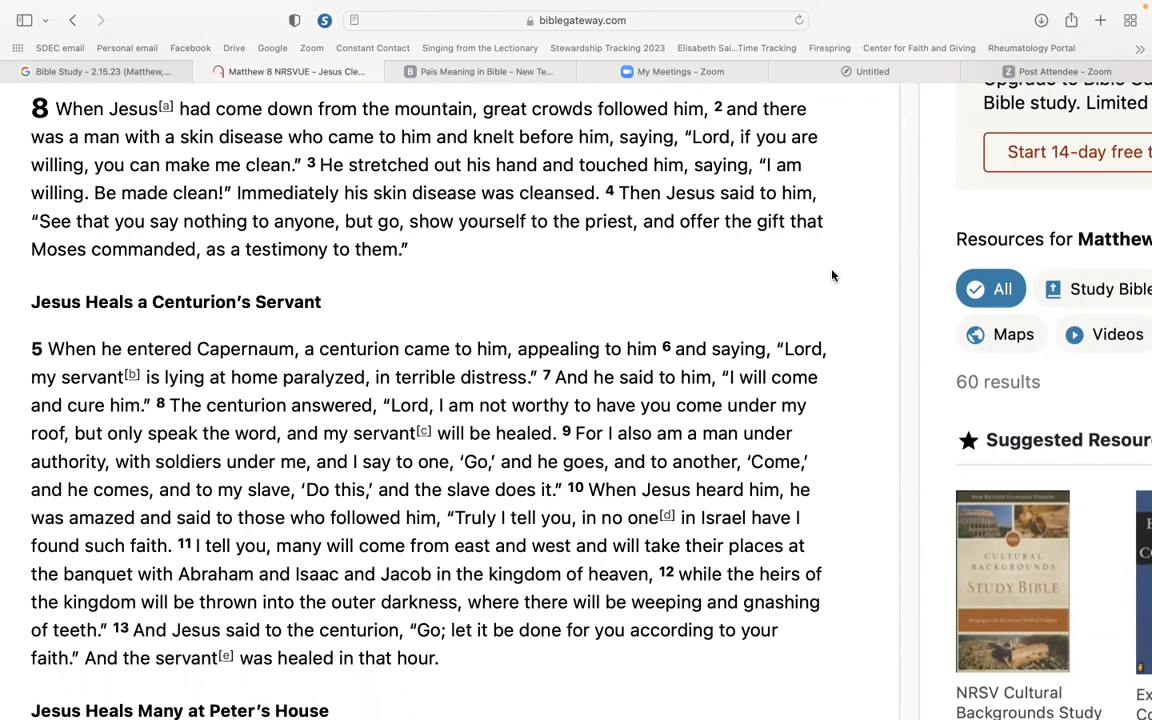 biblegateway.com
SDEC email Personal email Facebook Drive Google Zoom Constant Contact Singing from the Lectionary Stewardship Tracking 2023 Elisabeth Sai...Time Tracking Firespring Center for Faith and Giving Rheumatology Portal
Bible Study - 2.15.23 (Matthew,... Matthew 8 NRSVUE - Jesus Cle... Pais Meaning in Bible - New Te... My Meetings - Zoom Untitled Post Attendee - Zoom
8 When Jesus[a] had come down from the mountain, great crowds followed him, 2 and there
was a man with a skin disease who came to him and knelt before him, saying, “Lord, if you are
willing, you can make me clean.” 3 He stretched out his hand and touched him, saying, “I am
willing. Be made clean!” Immediately his skin disease was cleansed. 4 Then Jesus said to him,
“See that you say nothing to anyone, but go, show yourself to the priest, and offer the gift that
Moses commanded, as a testimony to them.”
Jesus Heals a Centurion’s Servant
5 When he entered Capernaum, a centurion came to him, appealing to him 6 and saying, “Lord,
my servant[b] is lying at home paralyzed, in terrible distress.” 7 And he said to him, “I will come
and cure him.” 8 The centurion answered, “Lord, I am not worthy to have you come under my
roof, but only speak the word, and my servant[c] will be healed. 9 For I also am a man under
authority, with soldiers under me, and I say to one, ‘Go,’ and he goes, and to another, ‘Come,’
and he comes, and to my slave, ‘Do this,’ and the slave does it.” 10 When Jesus heard him, he
was amazed and said to those who followed him, “Truly I tell you, in no one[d] in Israel have I
found such faith. 11 I tell you, many will come from east and west and will take their places at
the banquet with Abraham and Isaac and Jacob in the kingdom of heaven, 12 while the heirs of
the kingdom will be thrown into the outer darkness, where there will be weeping and gnashing
of teeth.” 13 And Jesus said to the centurion, “Go; let it be done for you according to your
faith.” And the servant[e] was healed in that hour.
Jesus Heals Many at Peter’s House
Bible study. Limited
Start 14-day free t
Resources for Matthew
All Study Bible
Maps Videos
60 results
Suggested Resour
CULTURAL
BACKGROUNDS
STUDY BIBLE
NRSV Cultural
Backgrounds Study